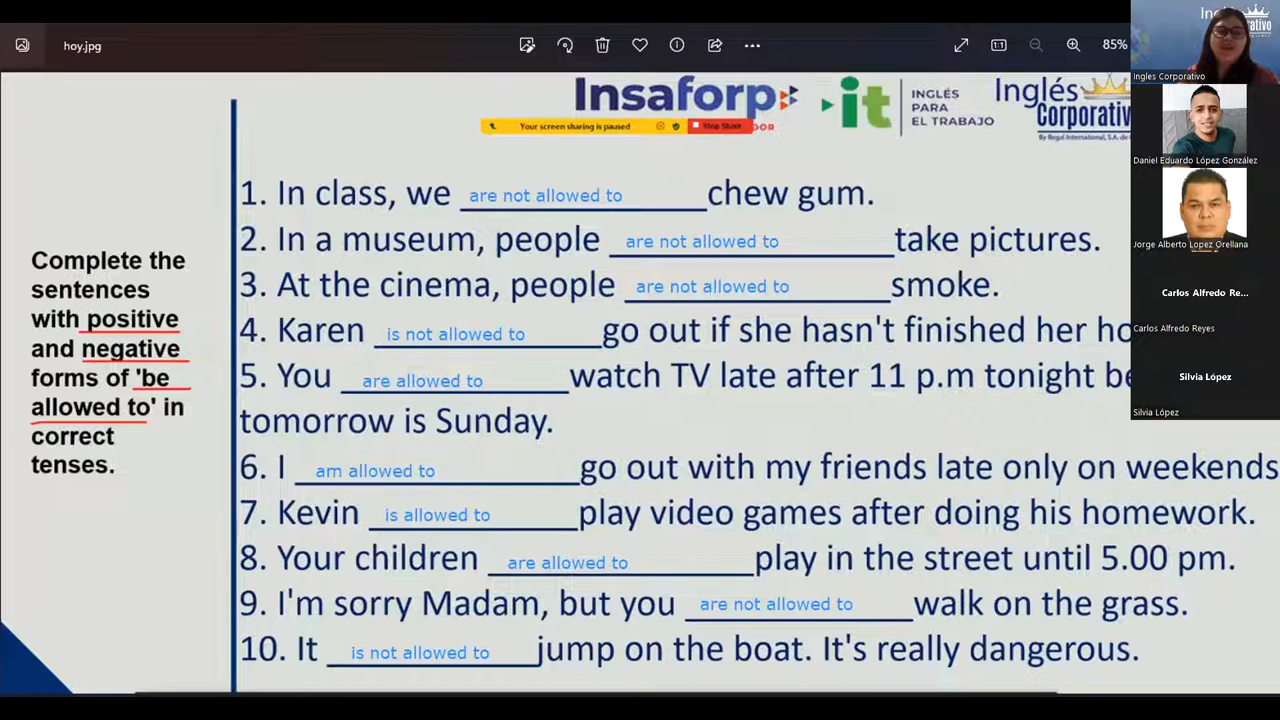 hoy.jpg
85%
Insaforp
it
INGLÉS
PARA
EL TRABAJO
Inglés
Corporativo
By Regal International, S.A. de C
Your screen sharing is paused
Stop Share
DOR
Complete the
sentences
with positive
and negative
forms of 'be
allowed to' in
correct
tenses.
1. In class, we are not allowed to chew gum.
2. In a museum, people are not allowed to take pictures.
3. At the cinema, people are not allowed to smoke.
4. Karen is not allowed to go out if she hasn't finished her ho
5. You are allowed to watch TV late after 11 p.m tonight be
tomorrow is Sunday.
6. I am allowed to go out with my friends late only on weekends
7. Kevin is allowed to play video games after doing his homework.
8. Your children are allowed to play in the street until 5.00 pm.
9. I'm sorry Madam, but you are not allowed to walk on the grass.
10. It is not allowed to jump on the boat. It's really dangerous.
Ingles Corporativo
Daniel Eduardo López González
Jorge Alberto Lopez Orellana
Carlos Alfredo Re...
Carlos Alfredo Reyes
Silvia López
Silvia López